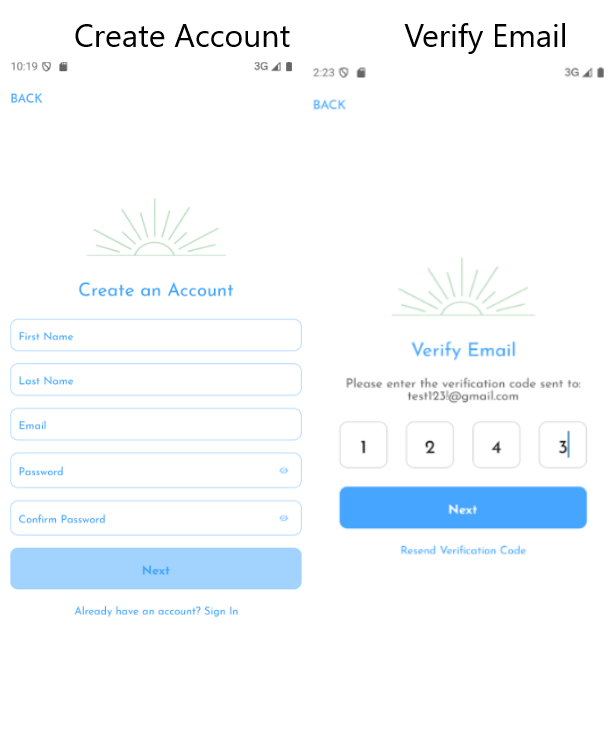 Create Account
10:19
3G
BACK
Create an Account
First Name
Last Name
Email
Password
Confirm Password
Next
Already have an account? Sign In
Verify Email
2:23
3G
BACK
Verify Email
Please enter the verification code sent to:
test123!@gmail.com
1 2 4 3
Next
Resend Verification Code